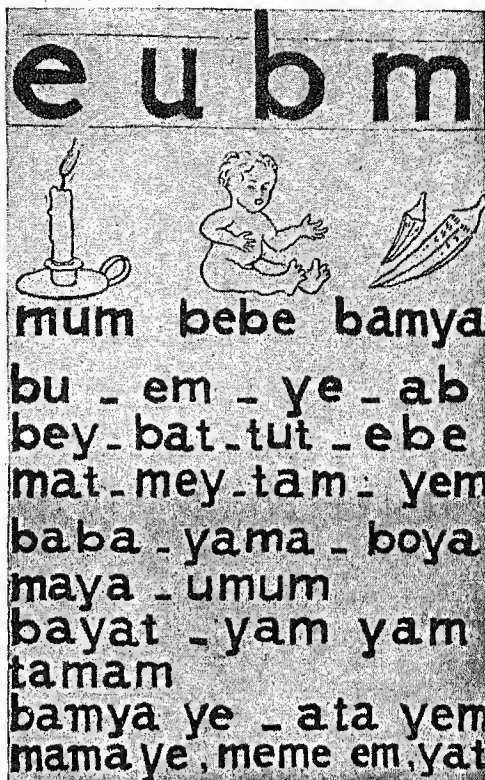 e u b m
mum bebe bamya
bu - em - ye - ab
bey - bat - tut - ebe
mat - mey - tam - yem
baba - yama - boya
maya - umum
bayat - yam yam
tamam
bamya ye - ata yem
mama ye, meme em, yat